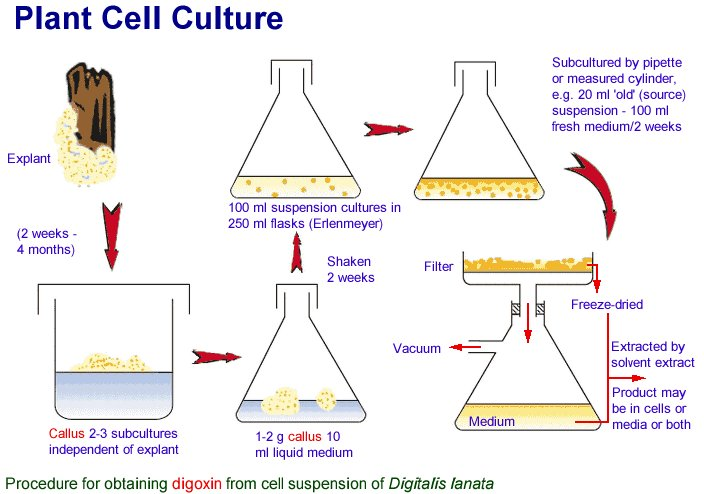 Plant Cell Culture
Explant
(2 weeks -
4 months)
Callus 2-3 subcultures
independent of explant
1-2 g callus 10
ml liquid medium
Shaken
2 weeks
100 ml suspension cultures in
250 ml flasks (Erlenmeyer)
Subcultured by pipette
or measured cylinder,
e.g. 20 ml 'old' (source)
suspension - 100 ml
fresh medium/2 weeks
Filter
Freeze-dried
Vacuum
Extracted by
solvent extract
Product may
be in cells or
media or both
Medium
Procedure for obtaining digoxin from cell suspension of Digitalis lanata